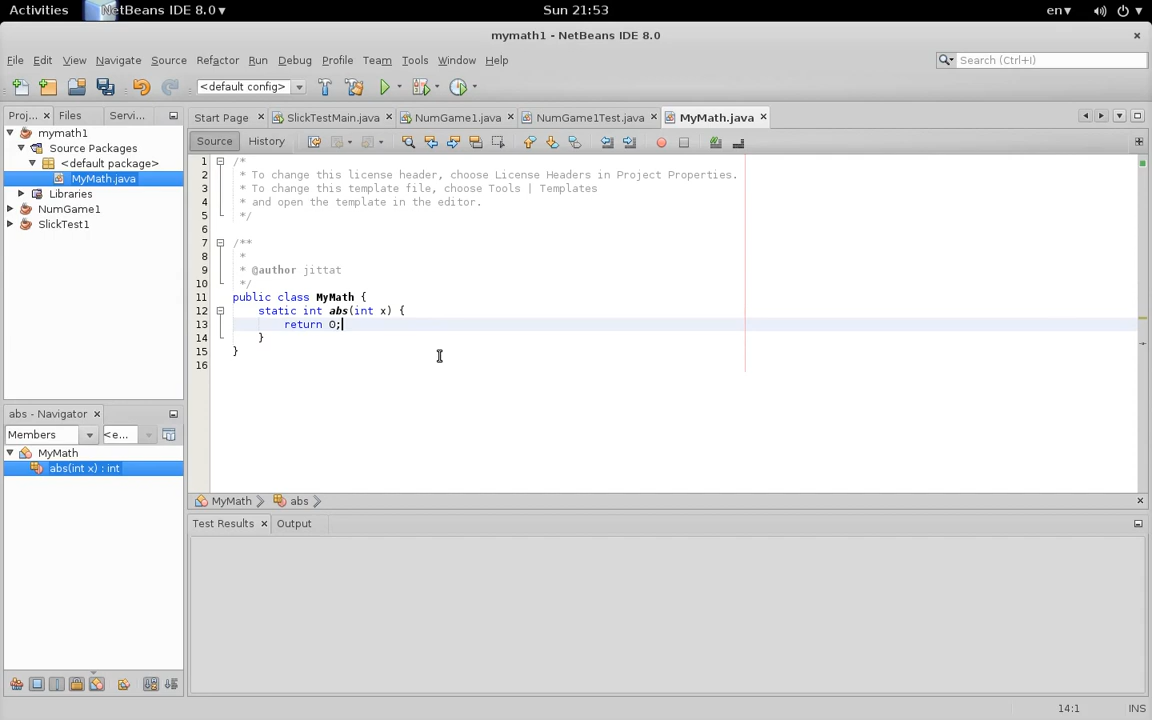 Activities NetBeans IDE 8.0 ▾ Sun 21:53 en▾
mymath1 - NetBeans IDE 8.0 ×
File Edit View Navigate Source Refactor Run Debug Profile Team Tools Window Help Search (Ctrl+I)
<default config>
Proj... × Files Servi... Start Page × SlickTestMain.java × NumGame1.java × NumGame1Test.java × MyMath.java ×
mymath1
Source Packages
<default package>
MyMath.java
Libraries
NumGame1
SlickTest1
Source History
1 /*
2 * To change this license header, choose License Headers in Project Properties.
3 * To change this template file, choose Tools | Templates
4 * and open the template in the editor.
5 */
6
7 /**
8 *
9 * @author jittat
10 */
11 public class MyMath {
12 static int abs(int x) {
13 return 0;
14 }
15 }
16
abs - Navigator ×
Members <e...
MyMath
abs(int x) : int
MyMath abs ×
Test Results × Output
14:1 INS